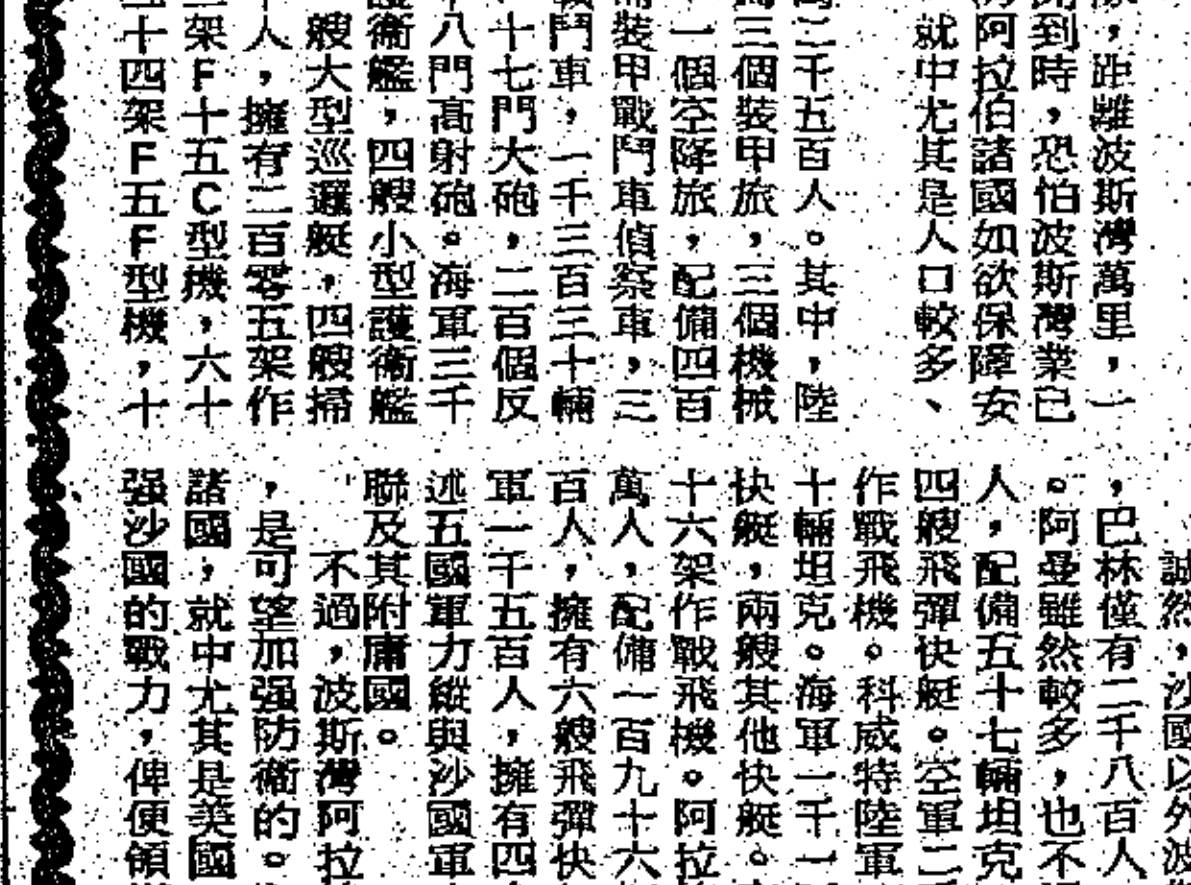 ，距離波斯灣萬里，一
到時，恐怕波斯灣業已
阿拉伯諸國如欲保障安
就中尤其是人口較多、
二千五百人。其中，陸
三個裝甲旅，三個機械
一個空降旅，配備四百
裝甲戰鬥車偵察車，三
鬥車，一千三百三十輛
十七門大砲，二百個反
八門高射砲。海軍三千
護衛艦，四艘小型護衛艦
艘大型巡邏艇，四艘掃
人，擁有二百零五架作
架F十五C型機，六十
十四架F五F型機，十
誠然，沙國以外波
，巴林僅有二千八百人
。阿曼雖然較多，也不
人，配備五十七輛坦克
四艘飛彈快艇。空軍二
作戰飛機。科威特陸軍
十輛坦克。海軍一千一
快艇，兩艘其他快艇。
十六架作戰飛機。阿拉
萬人，配備一百九十六
百人，擁有六艘飛彈快
軍一千五百人，擁有四
述五國軍力縱與沙國軍
聯及其附庸國。
不過，波斯灣阿拉
，是可望加强防衛的。
諸國，就中尤其是美國
强沙國的戰力，俾便領